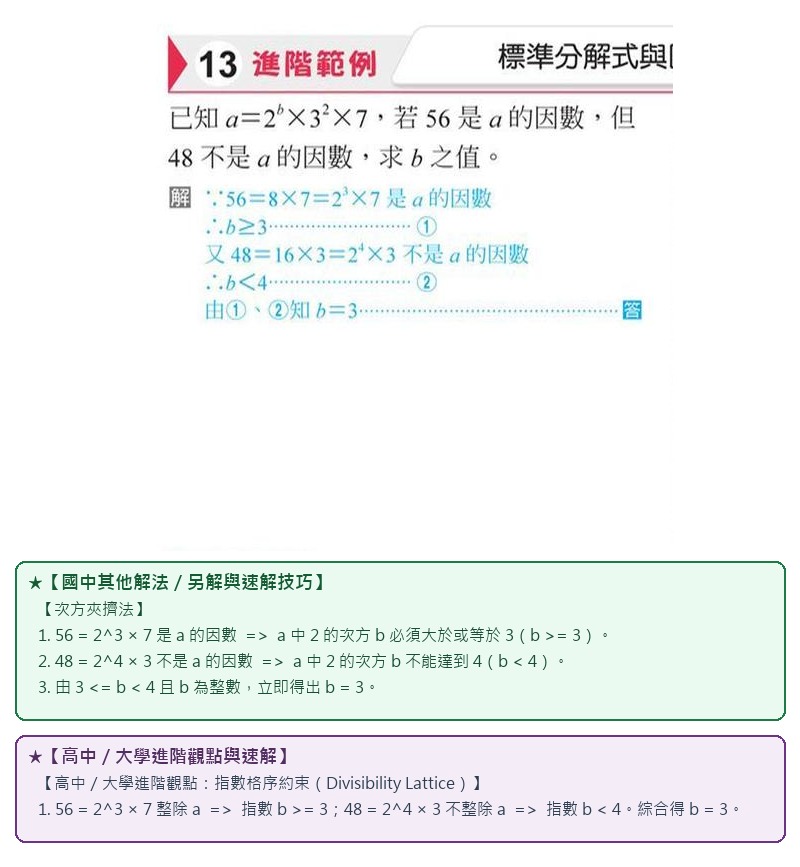 13 進階範例 標準分解式與
已知 a=2ᵇ×3²×7,若 56 是 a 的因數,但
48 不是 a 的因數,求 b 之值。
解 ∵56=8×7=2³×7 是 a 的因數
∴b≥3⋯⋯⋯⋯⋯⋯⋯⋯ ①
又 48=16×3=2⁴×3 不是 a 的因數
∴b<4⋯⋯⋯⋯⋯⋯⋯⋯ ②
由①、②知 b=3⋯⋯⋯⋯⋯⋯⋯⋯⋯⋯⋯⋯⋯⋯ 答
★【國中其他解法 / 另解與速解技巧】
【次方夾擠法】
1. 56 = 2^3 × 7 是 a 的因數 => a 中 2 的次方 b 必須大於或等於 3(b >= 3)。
2. 48 = 2^4 × 3 不是 a 的因數 => a 中 2 的次方 b 不能達到 4(b < 4)。
3. 由 3 <= b < 4 且 b 為整數,立即得出 b = 3。
★【高中 / 大學進階觀點與速解】
【高中 / 大學進階觀點:指數格序約束(Divisibility Lattice)】
1. 56 = 2^3 × 7 整除 a => 指數 b >= 3;48 = 2^4 × 3 不整除 a => 指數 b < 4。綜合得 b = 3。